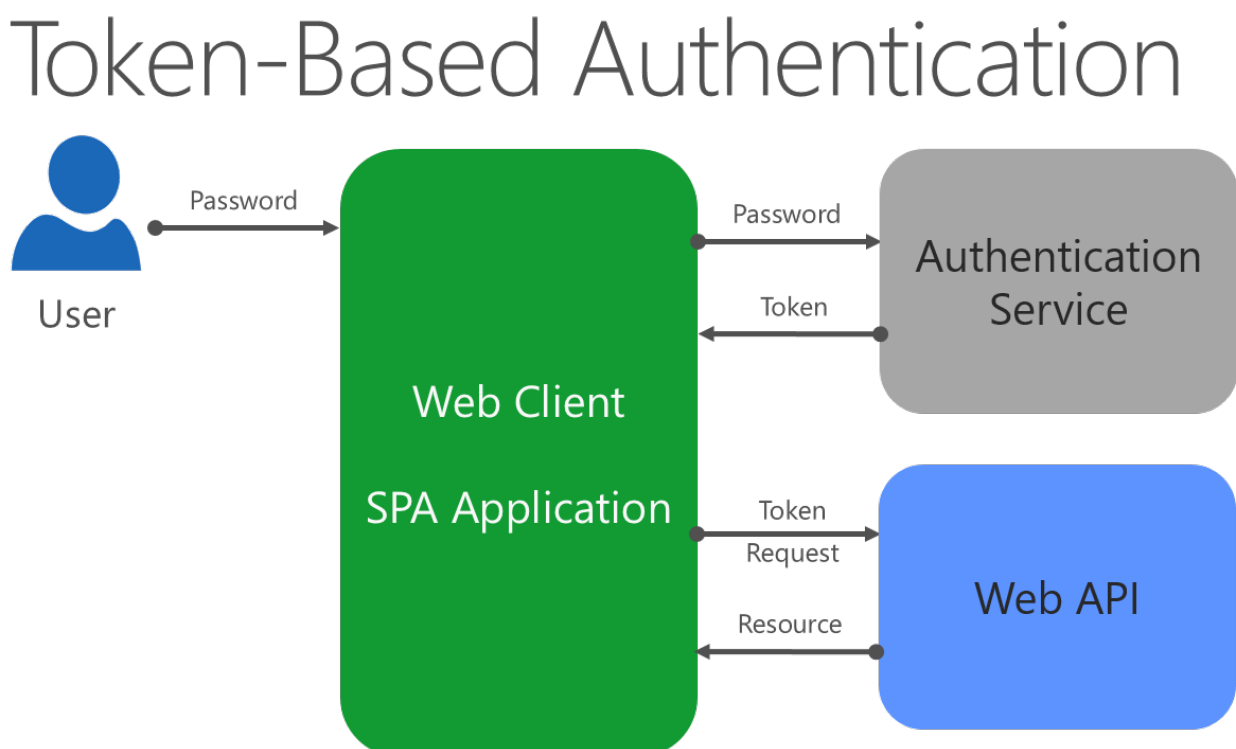 Token-Based Authentication
User
Password
Web Client
SPA Application
Password
Token
Authentication
Service
Token
Request
Resource
Web API